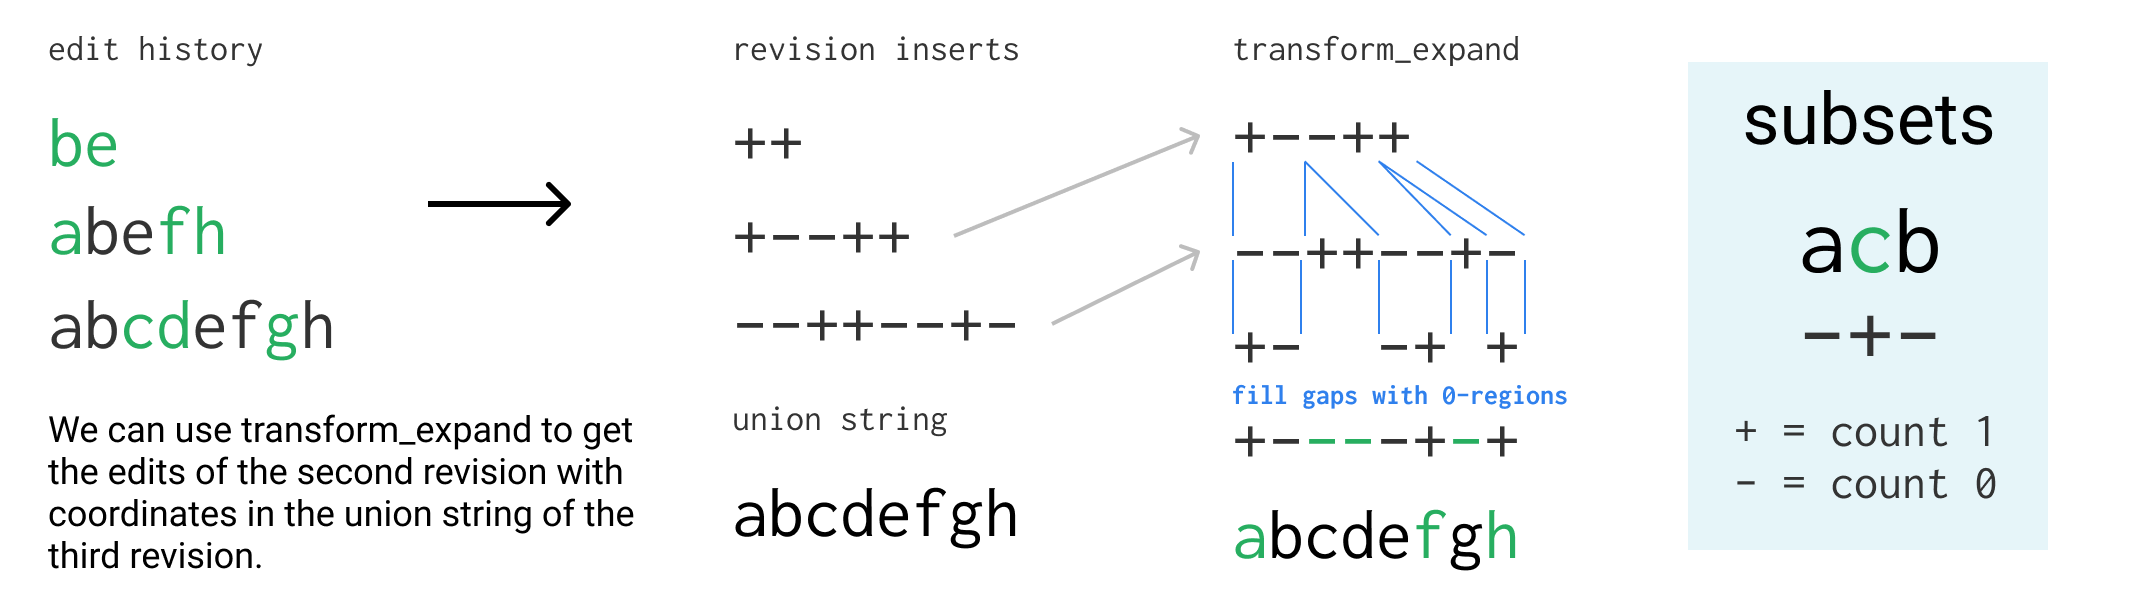 edit history
be
abefh
abcdefgh
We can use transform_expand to get
the edits of the second revision with
coordinates in the union string of the
third revision.
revision inserts
++
+--++
--++--+-
union string
abcdefgh
transform_expand
+--++
--++--+-
+- -+ +
fill gaps with 0-regions
+----+-+
abcdefgh
subsets
acb
-+-
+ = count 1
- = count 0